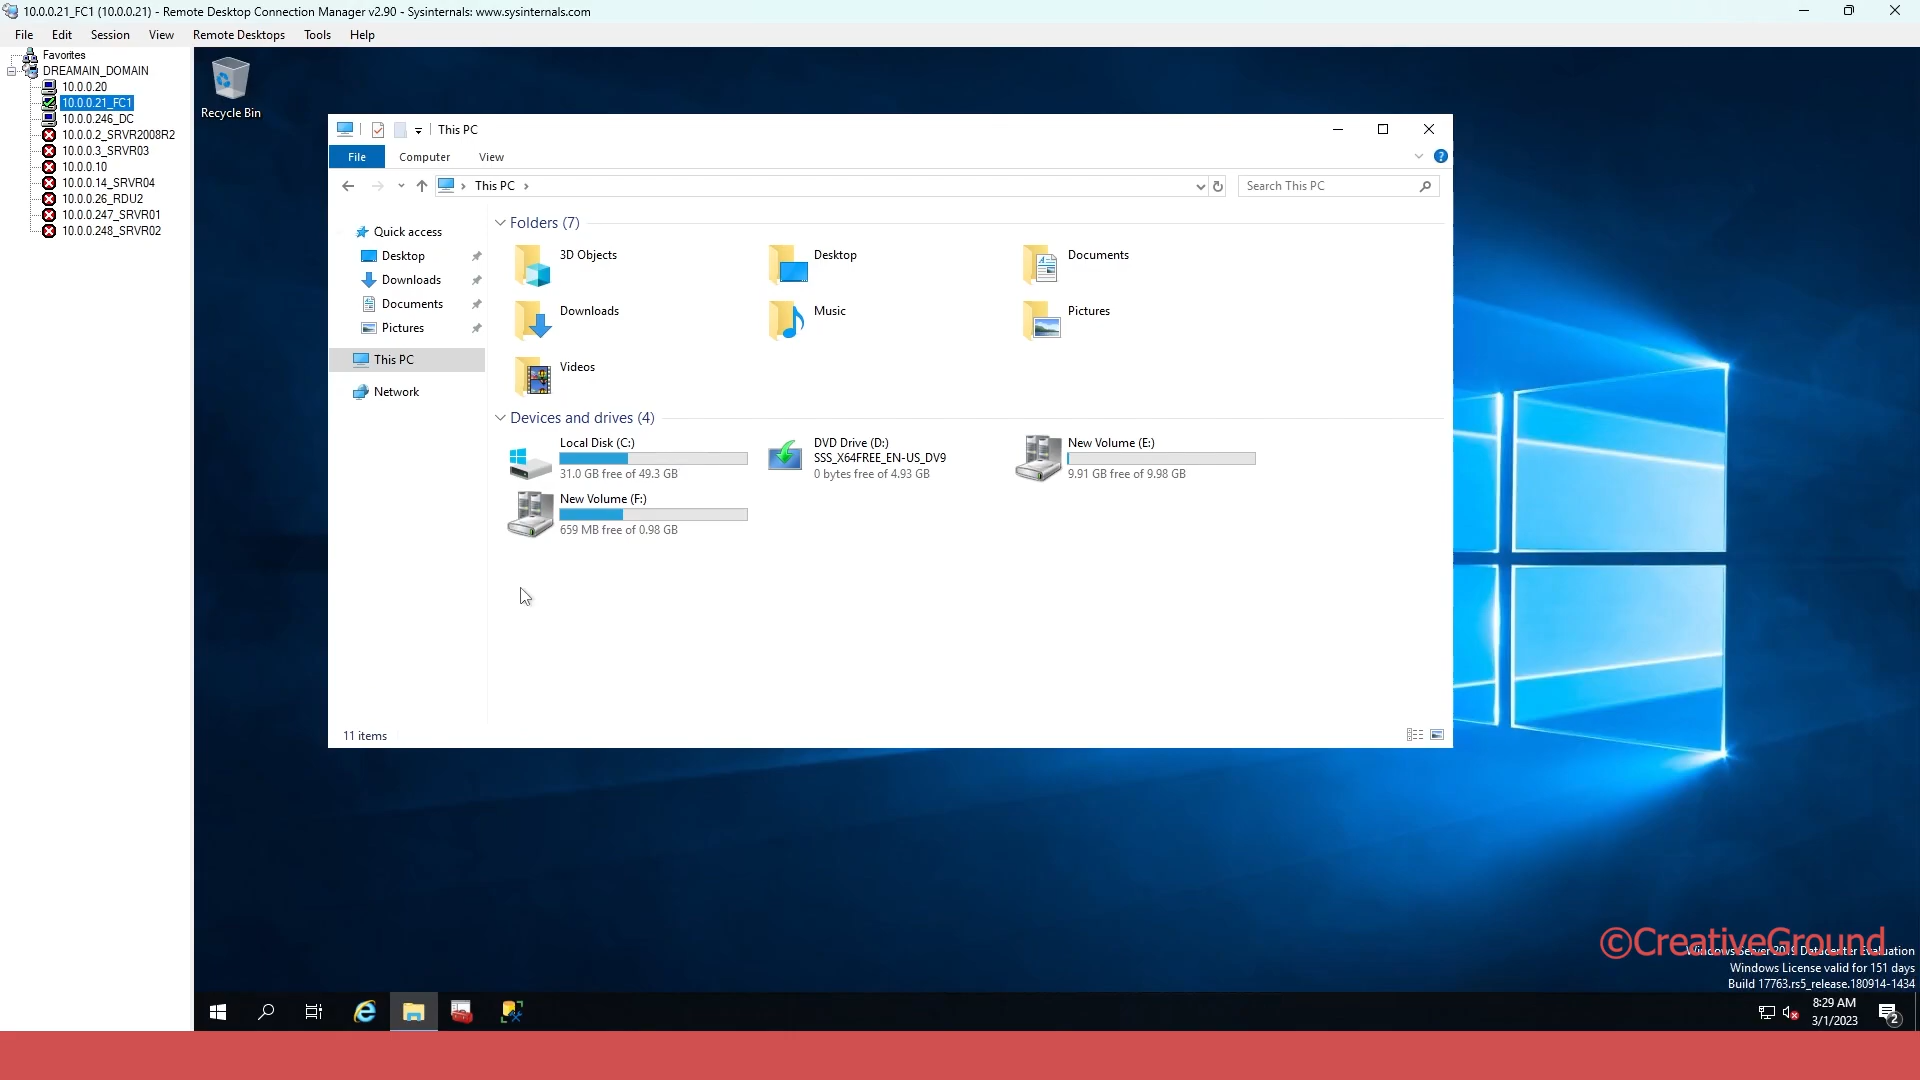 10.0.0.21_FC1 (10.0.0.21) - Remote Desktop Connection Manager v2.90 - Sysinternals: www.sysinternals.com
File Edit Session View Remote Desktops Tools Help
Favorites
DREAMAIN_DOMAIN
10.0.0.20
10.0.0.21_FC1
10.0.0.246_DC
10.0.0.2_SRVR2008R2
10.0.0.3_SRVR03
10.0.0.10
10.0.0.14_SRVR04
10.0.0.26_RDU2
10.0.0.247_SRVR01
10.0.0.248_SRVR02
Recycle Bin
This PC
File Computer View
This PC
Search This PC
Quick access
Desktop
Downloads
Documents
Pictures
This PC
Network
Folders (7)
3D Objects
Desktop
Documents
Downloads
Music
Pictures
Videos
Devices and drives (4)
Local Disk (C:)
31.0 GB free of 49.3 GB
DVD Drive (D:)
SSS_X64FREE_EN-US_DV9
0 bytes free of 4.93 GB
New Volume (E:)
9.91 GB free of 9.98 GB
New Volume (F:)
659 MB free of 0.98 GB
11 items
©CreativeGround
Windows Server 2019 Datacenter Evaluation
Windows License valid for 151 days
Build 17763.rs5_release.180914-1434
8:29 AM
3/1/2023
2